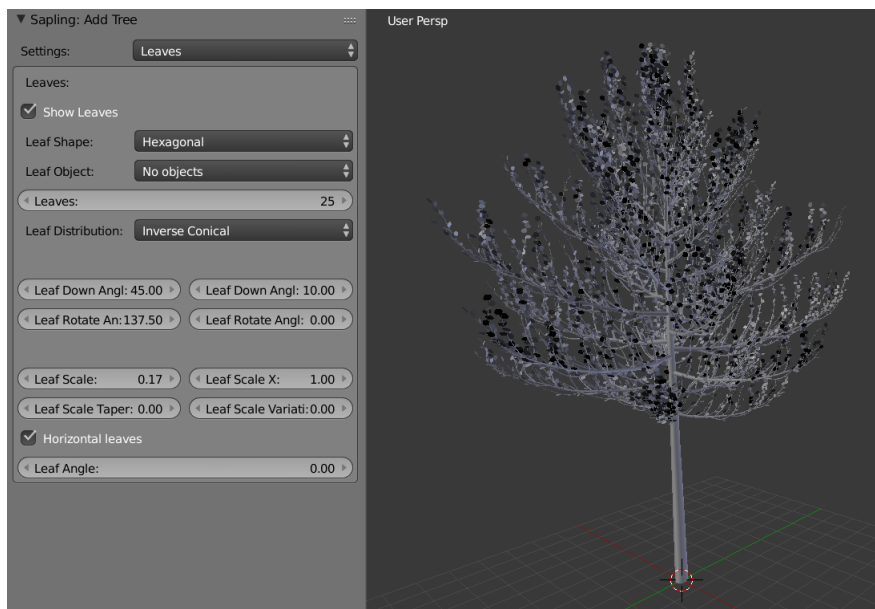 Sapling: Add Tree
User Persp
Settings: Leaves
Leaves:
Show Leaves
Leaf Shape: Hexagonal
Leaf Object: No objects
Leaves: 25
Leaf Distribution: Inverse Conical
Leaf Down Angl: 45.00 Leaf Down Angl: 10.00
Leaf Rotate An:137.50 Leaf Rotate Angl: 0.00
Leaf Scale: 0.17 Leaf Scale X: 1.00
Leaf Scale Taper: 0.00 Leaf Scale Variati:0.00
Horizontal leaves
Leaf Angle: 0.00